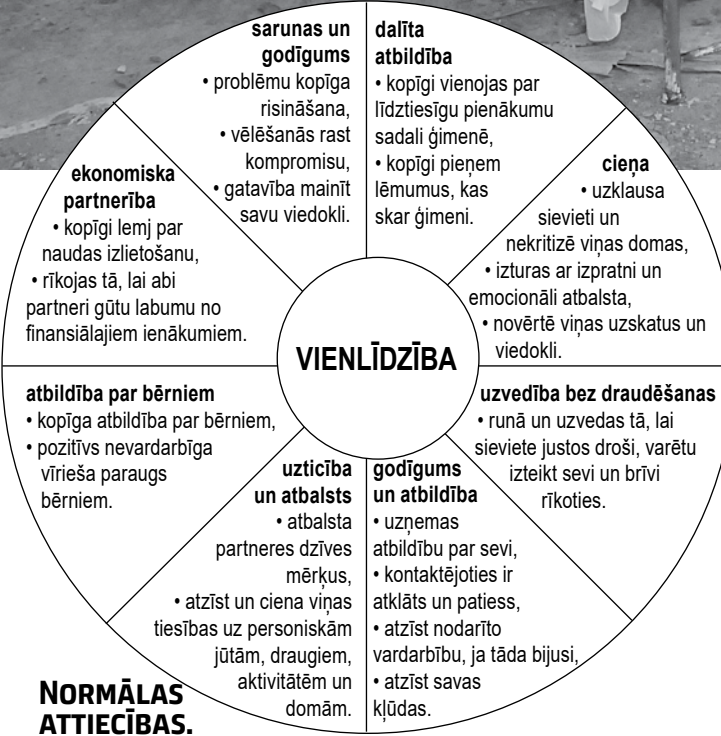 sarunas un
godīgums
• problēmu kopīga
risināšana,
• vēlēšanās rast
kompromisu,
• gatavība mainīt
savu viedokli.
dalīta
atbildība
• kopīgi vienojas par
līdztiesīgu pienākumu
sadali ģimenē,
• kopīgi pieņem
lēmumus, kas
skar ģimeni.
cieņa
• uzklausa
sievieti un
nekritizē viņas domas,
• izturas ar izpratni un
emocionāli atbalsta,
• novērtē viņas uzskatus un
viedokli.
uzvedība bez draudēšanas
• runā un uzvedas tā, lai
sieviete justos droši, varētu
izteikt sevi un brīvi
rīkoties.
godīgums
un atbildība
• uzņemas
atbildību par sevi,
• kontaktējoties ir
atklāts un patiess,
• atzīst nodarīto
vardarbību, ja tāda bijusi,
• atzīst savas
kļūdas.
uzticība
un atbalsts
• atbalsta
partneres dzīves
mērķus,
• atzīst un ciena viņas
tiesības uz personiskām
jūtām, draugiem,
aktivitātēm un
domām.
atbildība par bērniem
• kopīga atbildība par bērniem,
• pozitīvs nevardarbīga
vīrieša paraugs
bērniem.
ekonomiska
partnerība
• kopīgi lemj par
naudas izlietošanu,
• rīkojas tā, lai abi
partneri gūtu labumu no
finansiālajiem ienākumiem.
VIENLĪDZĪBA
NORMĀLAS
ATTIECĪBAS.